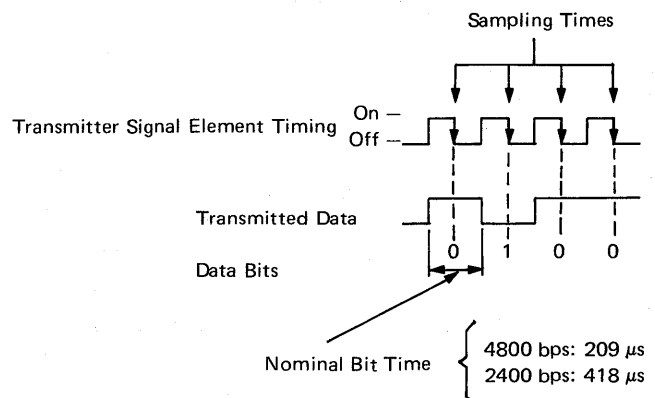 Sampling Times
On
Transmitter Signal Element Timing
Off
Transmitted Data
0 1 0 0
Data Bits
Nominal Bit Time
4800 bps: 209 μs
2400 bps: 418 μs